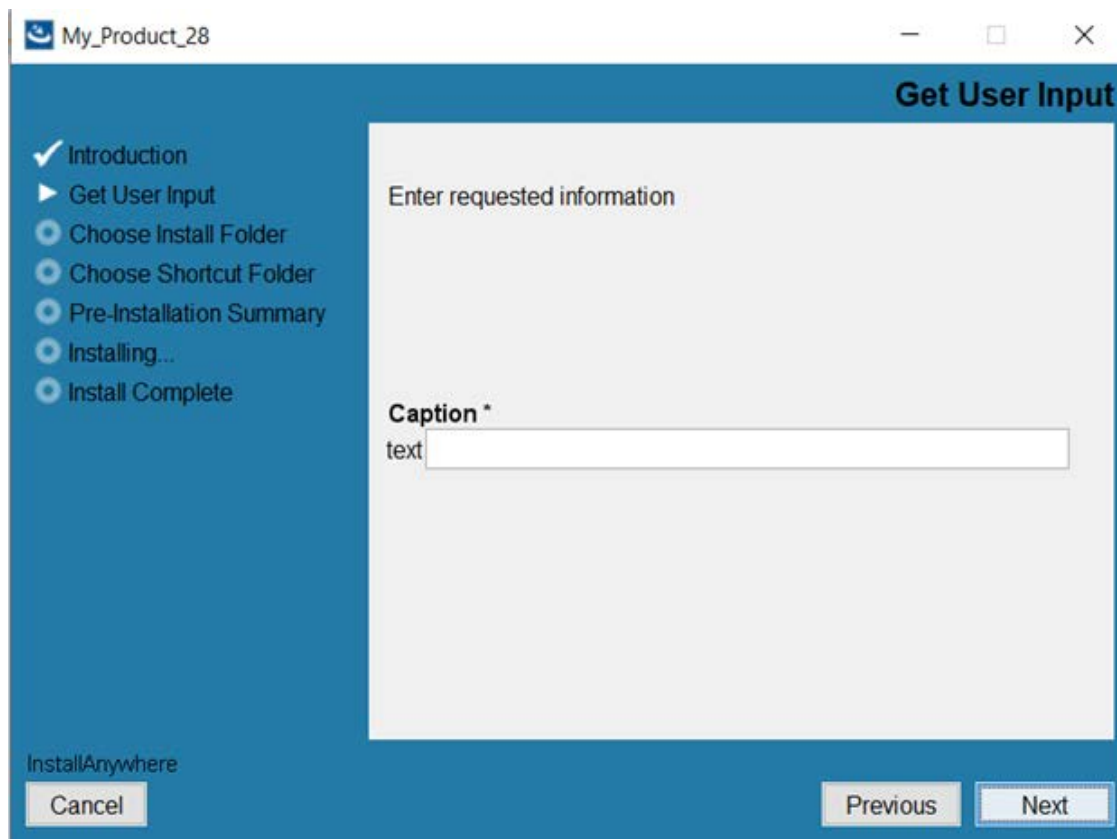 My_Product_28
Get User Input
Introduction
Get User Input
Choose Install Folder
Choose Shortcut Folder
Pre-Installation Summary
Installing...
Install Complete
Enter requested information
Caption *
text
InstallAnywhere
Cancel
Previous
Next